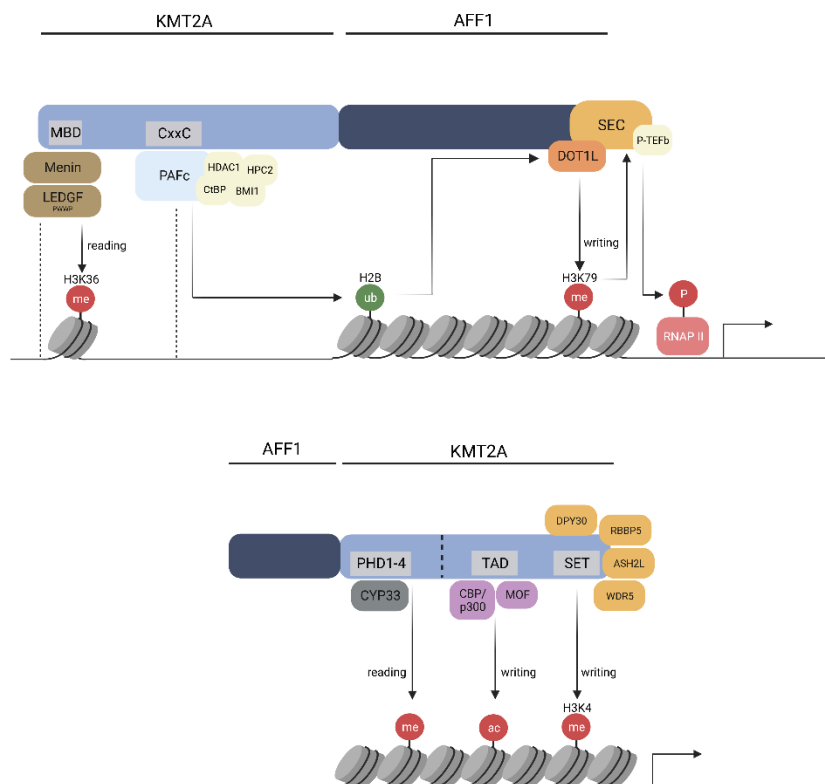 KMT2A
AFF1
MBD
CxxC
SEC
P-TEFb
Menin
PAFc
HDAC1
HPC2
DOT1L
CtBP
BMI1
LEDGF
PWWP
reading
writing
H3K36
H2B
H3K79
me
ub
me
P
RNAP II
AFF1
KMT2A
DPY30
RBBP5
PHD1-4
TAD
SET
ASH2L
CYP33
CBP/
p300
MOF
WDR5
reading
writing
writing
H3K4
me
ac
me